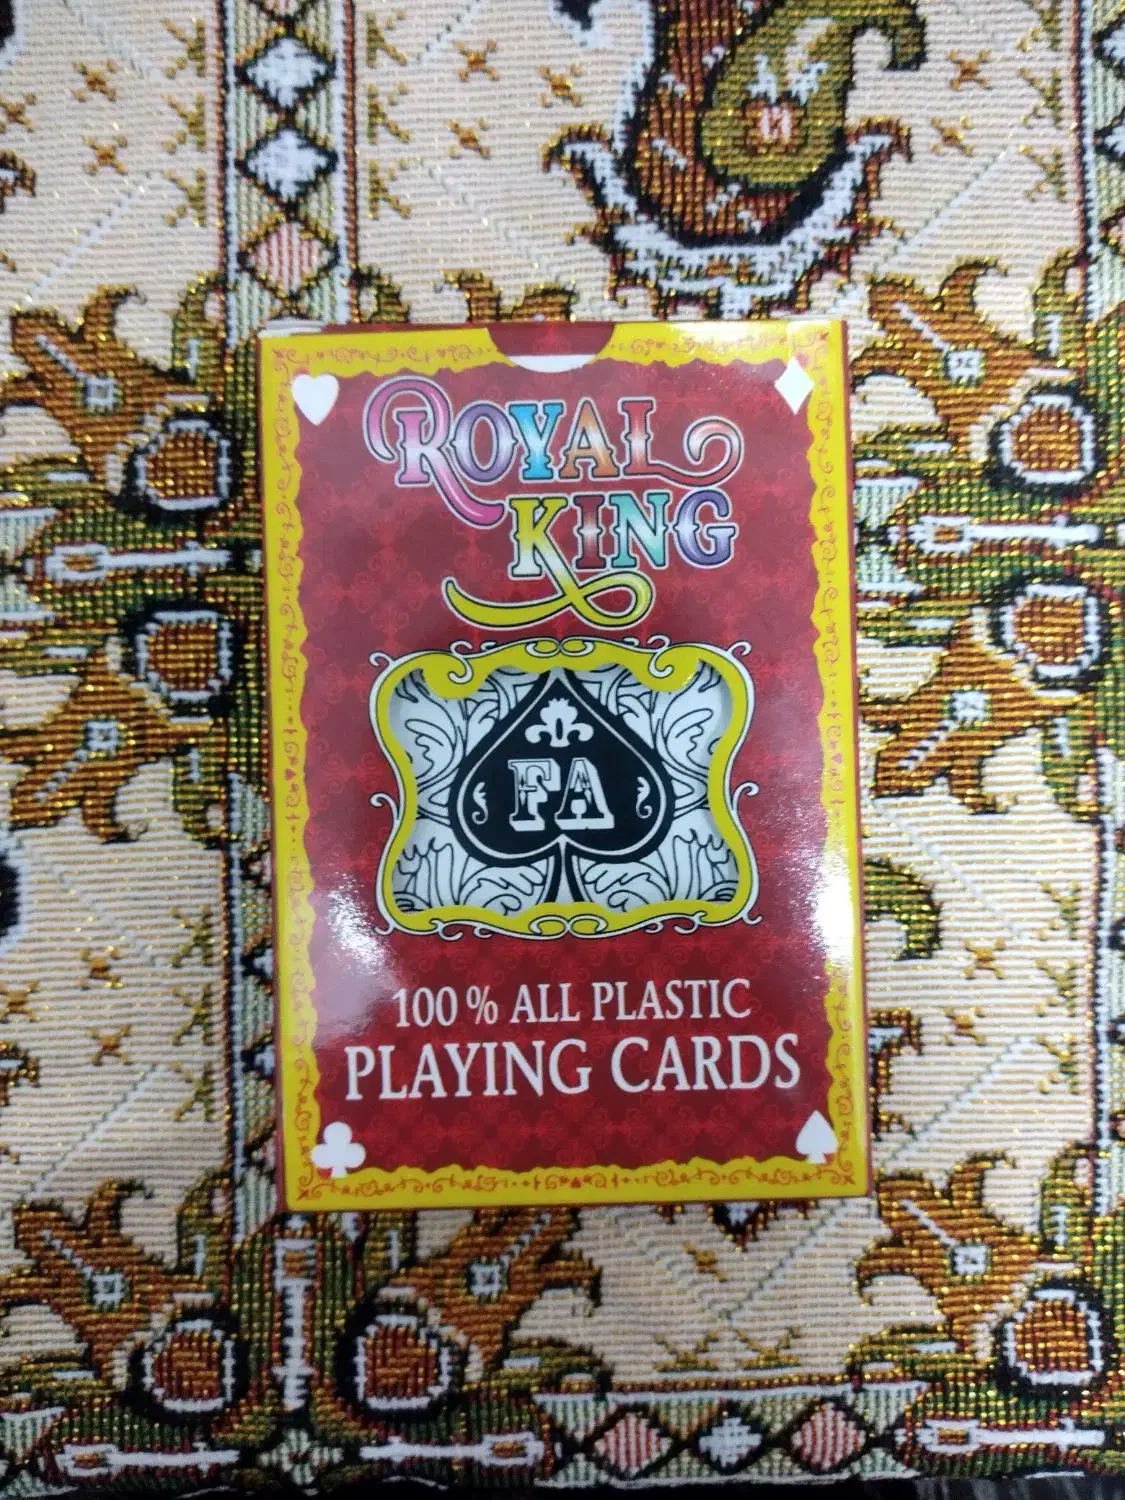 ROYAL
KING
FA
100% ALL PLASTIC
PLAYING CARDS